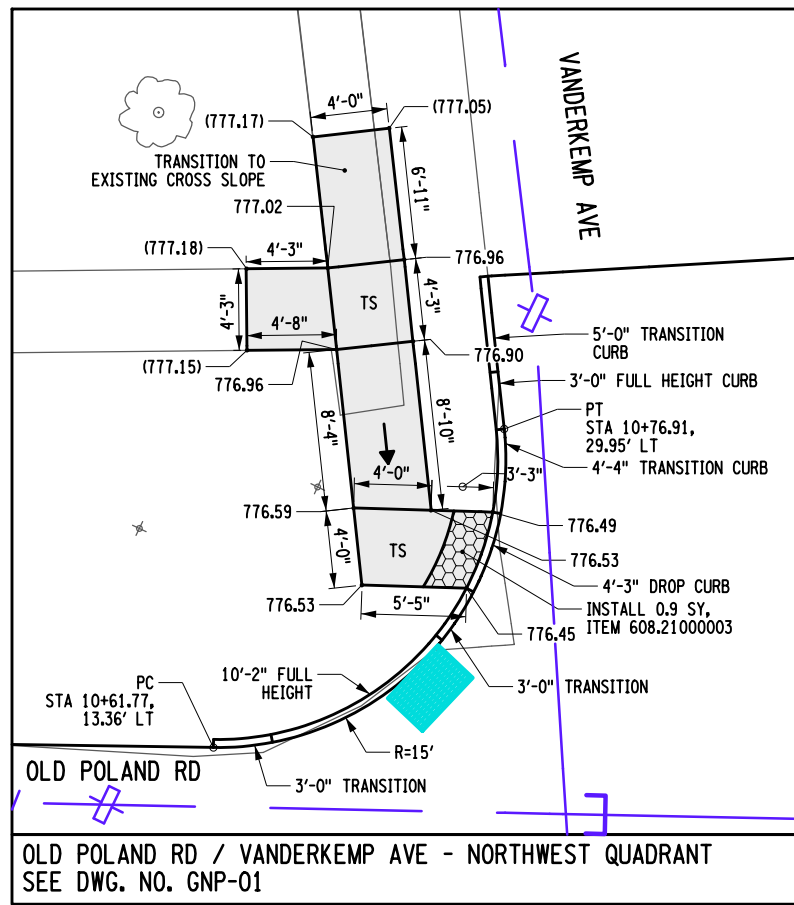 VANDERKEMP AVE
4'-0"
(777.05)
(777.17)
TRANSITION TO
EXISTING CROSS SLOPE
6'-11"
777.02
(777.18)
4'-3"
776.96
4'-3"
TS
4'-3"
4'-8"
5'-0" TRANSITION
CURB
(777.15)
776.90
776.96
3'-0" FULL HEIGHT CURB
PT
STA 10+76.91,
29.95' LT
8'-4"
8'-10"
4'-4" TRANSITION CURB
4'-0"
3'-3"
776.59
776.49
4'-0"
TS
776.53
4'-3" DROP CURB
776.53
5'-5"
INSTALL 0.9 SY,
ITEM 608.21000003
776.45
PC
STA 10+61.77,
13.36' LT
10'-2" FULL
HEIGHT
3'-0" TRANSITION
R=15'
OLD POLAND RD
3'-0" TRANSITION
OLD POLAND RD / VANDERKEMP AVE - NORTHWEST QUADRANT
SEE DWG. NO. GNP-01